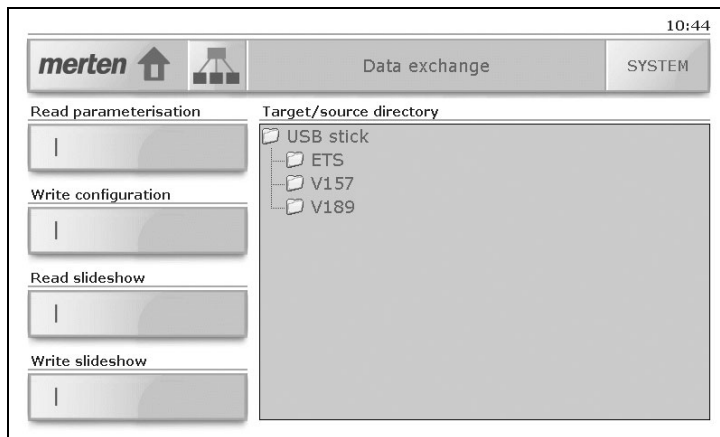 10:44
merten Data exchange SYSTEM
Read parameterisation
Target/source directory
USB stick
ETS
V157
V189
Write configuration
Read slideshow
Write slideshow